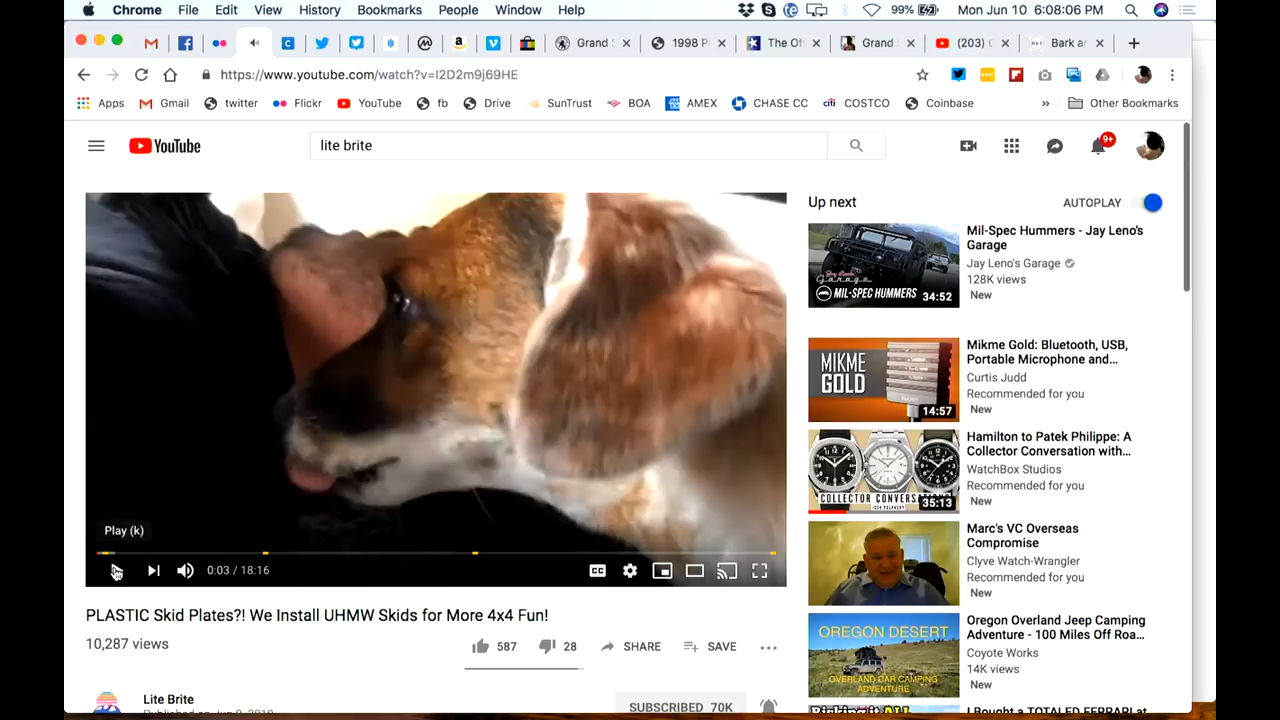 Chrome File Edit View History Bookmarks People Window Help 99% Mon Jun 10 6:08:06 PM
Grand S 1998 P The Of Grand (203) Bark ar
https://www.youtube.com/watch?v=I2D2m9j69HE
Apps Gmail twitter Flickr YouTube fb Drive SunTrust BOA AMEX CHASE CC citi COSTCO Coinbase » Other Bookmarks
YouTube lite brite 9+
Up next AUTOPLAY
Mil-Spec Hummers - Jay Leno's
Garage
Jay Leno's Garage
128K views
New
MIL-SPEC HUMMERS 34:52
Mikme Gold: Bluetooth, USB,
Portable Microphone and...
Curtis Judd
Recommended for you
New
MIKME
GOLD
14:57
Hamilton to Patek Philippe: A
Collector Conversation with...
WatchBox Studios
Recommended for you
New
COLLECTOR CONVERSATIONS
35:13
Marc's VC Overseas
Compromise
Clyve Watch-Wrangler
Recommended for you
New
Oregon Overland Jeep Camping
Adventure - 100 Miles Off Roa...
Coyote Works
14K views
New
OREGON DESERT
OVERLAND CAR CAMPING
ADVENTURE
I Bought a TOTALED FERRARI at
Play (k)
0:03 / 18:16 CC
PLASTIC Skid Plates?! We Install UHMW Skids for More 4x4 Fun!
10,287 views
587 28 SHARE SAVE
Lite Brite
SUBSCRIBED 70K